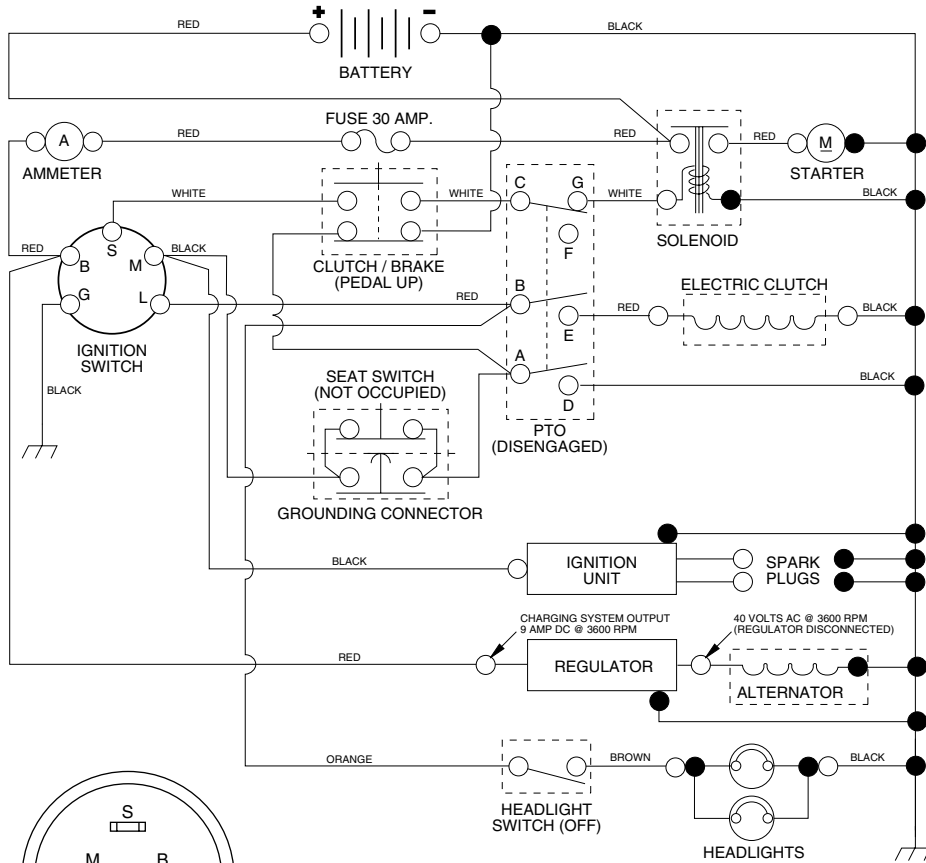 + -
RED
BLACK
BATTERY
FUSE 30 AMP.
A
RED
RED
RED
M
AMMETER
STARTER
WHITE
WHITE
C
G
WHITE
BLACK
S
SOLENOID
RED
B
M
BLACK
F
CLUTCH / BRAKE
(PEDAL UP)
ELECTRIC CLUTCH
G
L
RED
B
RED
BLACK
E
IGNITION
SWITCH
A
SEAT SWITCH
(NOT OCCUPIED)
BLACK
BLACK
D
PTO
(DISENGAGED)
GROUNDING CONNECTOR
BLACK
IGNITION
UNIT
SPARK
PLUGS
CHARGING SYSTEM OUTPUT
9 AMP DC @ 3600 RPM
40 VOLTS AC @ 3600 RPM
(REGULATOR DISCONNECTED)
RED
REGULATOR
ALTERNATOR
ORANGE
BROWN
BLACK
HEADLIGHT
SWITCH (OFF)
HEADLIGHTS
S
M B